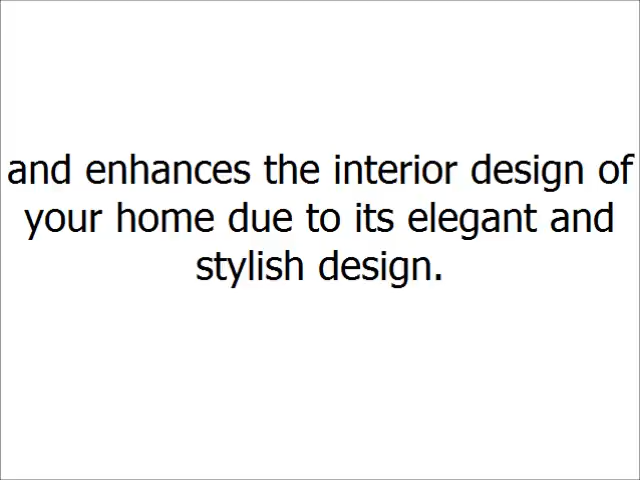 and enhances the interior design of
your home due to its elegant and
stylish design.